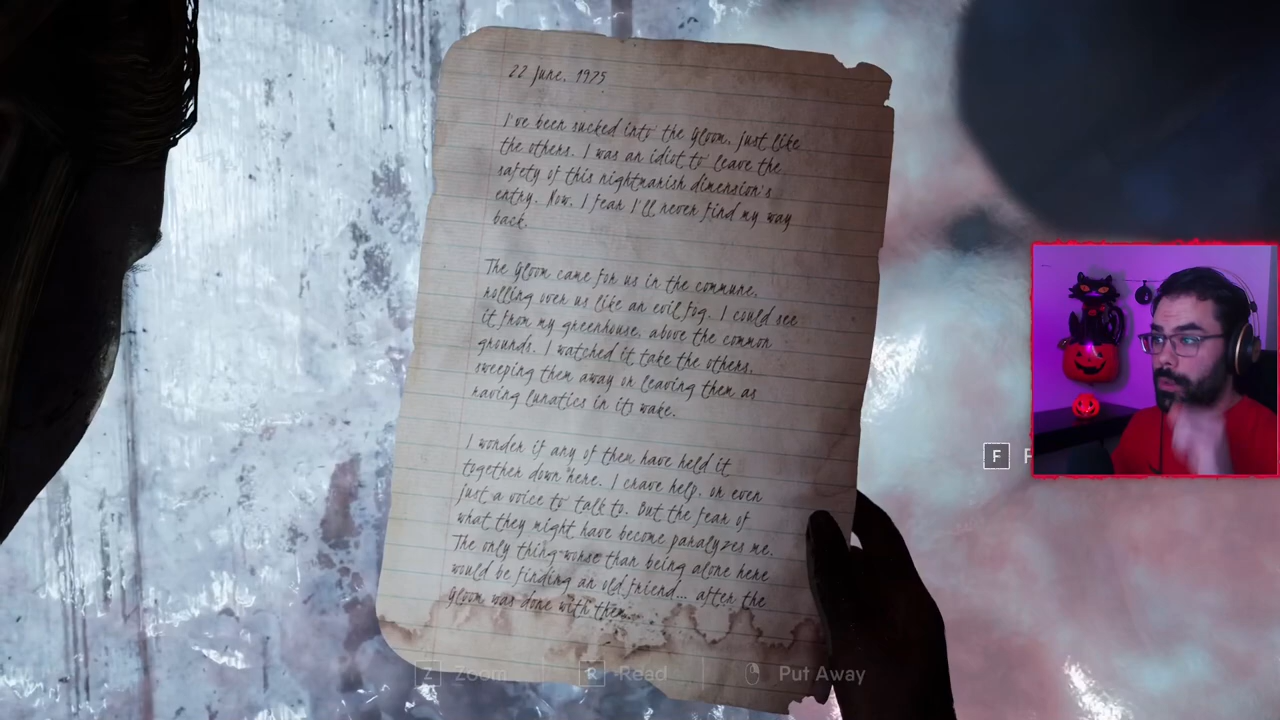 22 June, 1975
I've been sucked into the Gloom, just like
the others. I was an idiot to leave the
safety of this nightmarish dimension's
entry. Now, I fear I'll never find my way
back.
The Gloom came for us in the commune,
rolling over us like an evil fog. I could see
it from my greenhouse, above the common
grounds. I watched it take the others,
sweeping them away or leaving them as
raving lunatics in its wake.
I wonder if any of them have held it
together down here. I crave help, or even
just a voice to talk to. But the fear of
what they might have become paralyzes me.
The only thing worse than being alone here
would be finding an old friend... after the
Gloom was done with them.
F
Z Zoom R Read Put Away